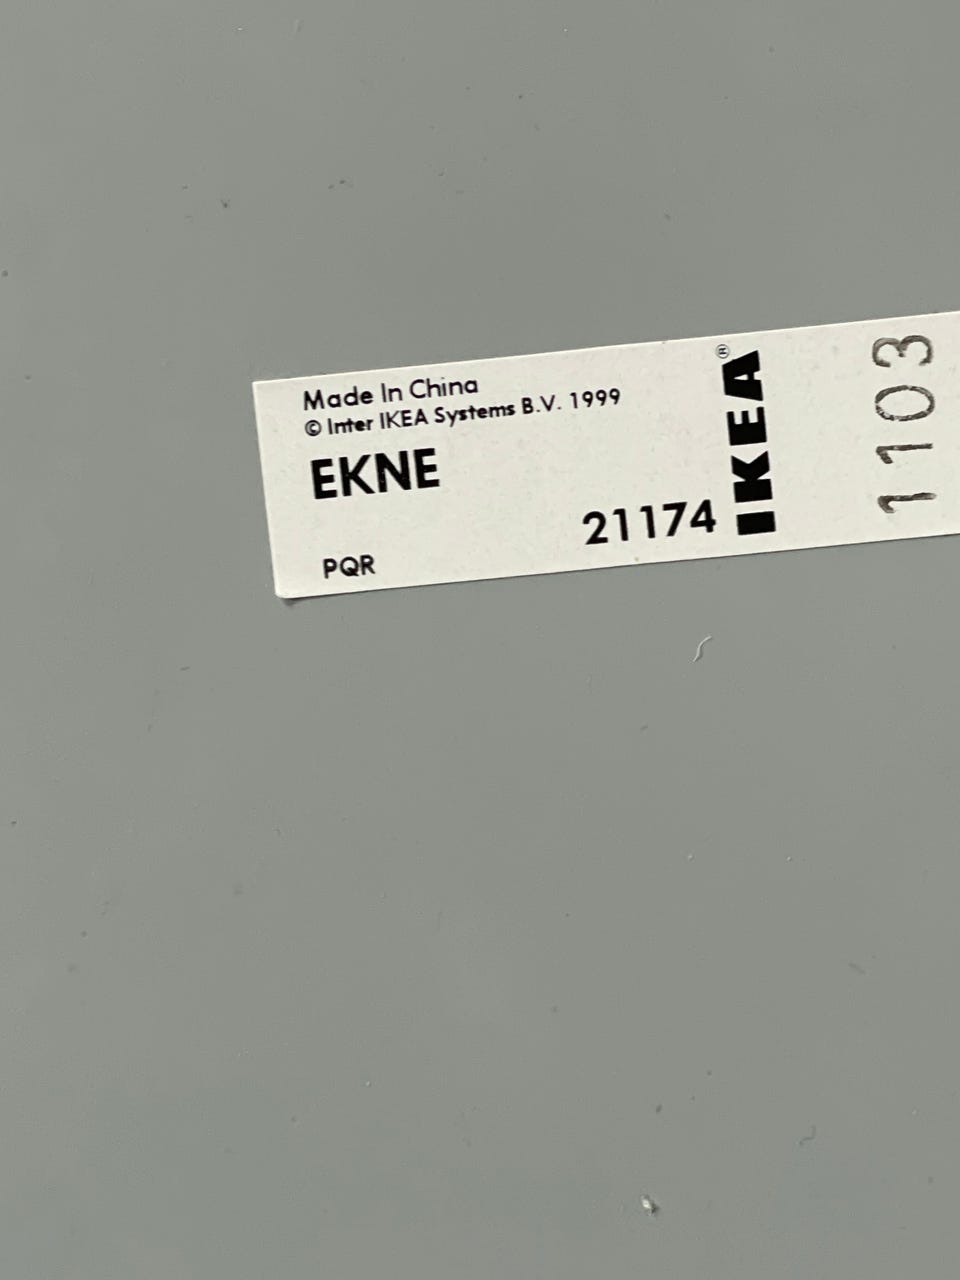 Made In China
© Inter IKEA Systems B.V. 1999
EKNE
21174
PQR
IKEA®
1103